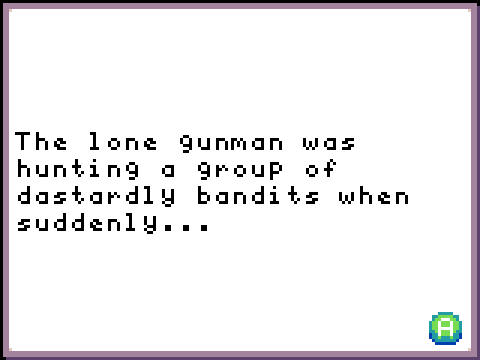 The lone gunman was
hunting a group of
dastardly bandits when
suddenly...
A